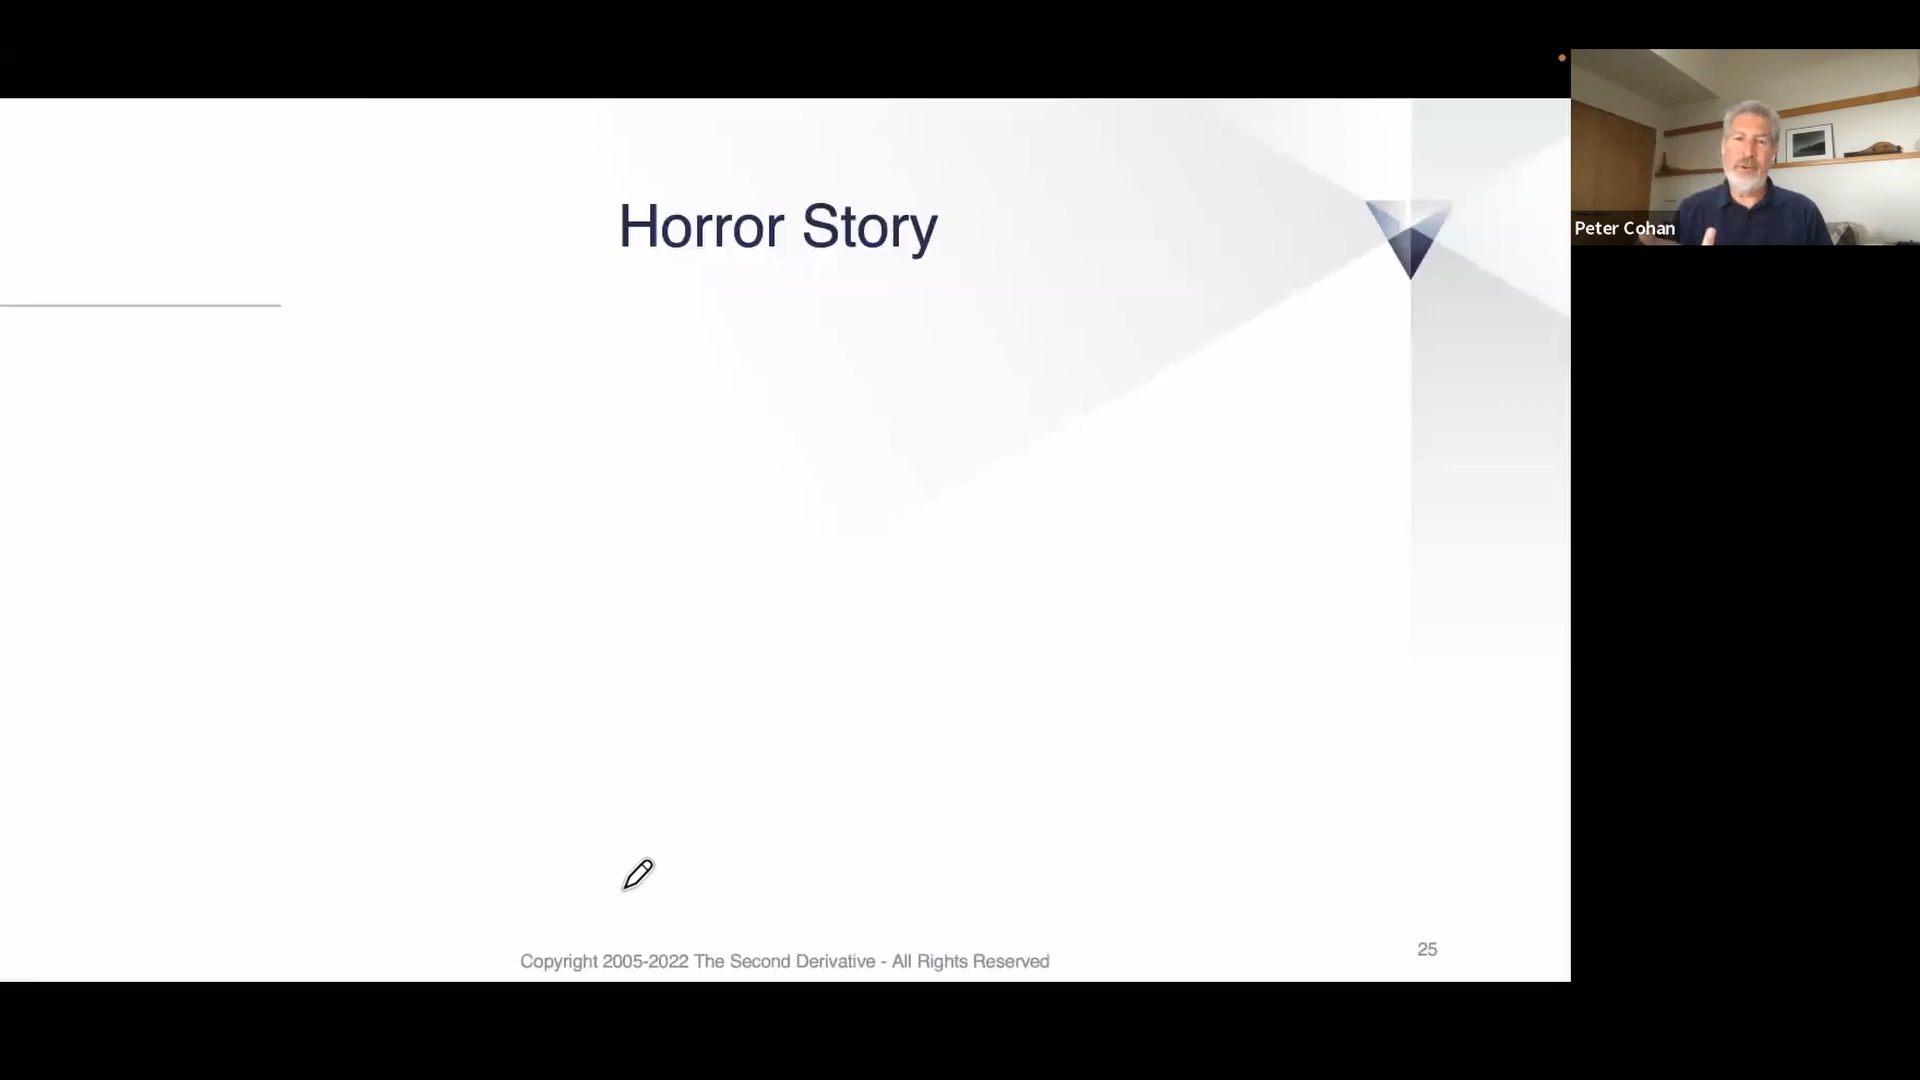 Horror Story
Peter Cohan
25
Copyright 2005-2022 The Second Derivative - All Rights Reserved